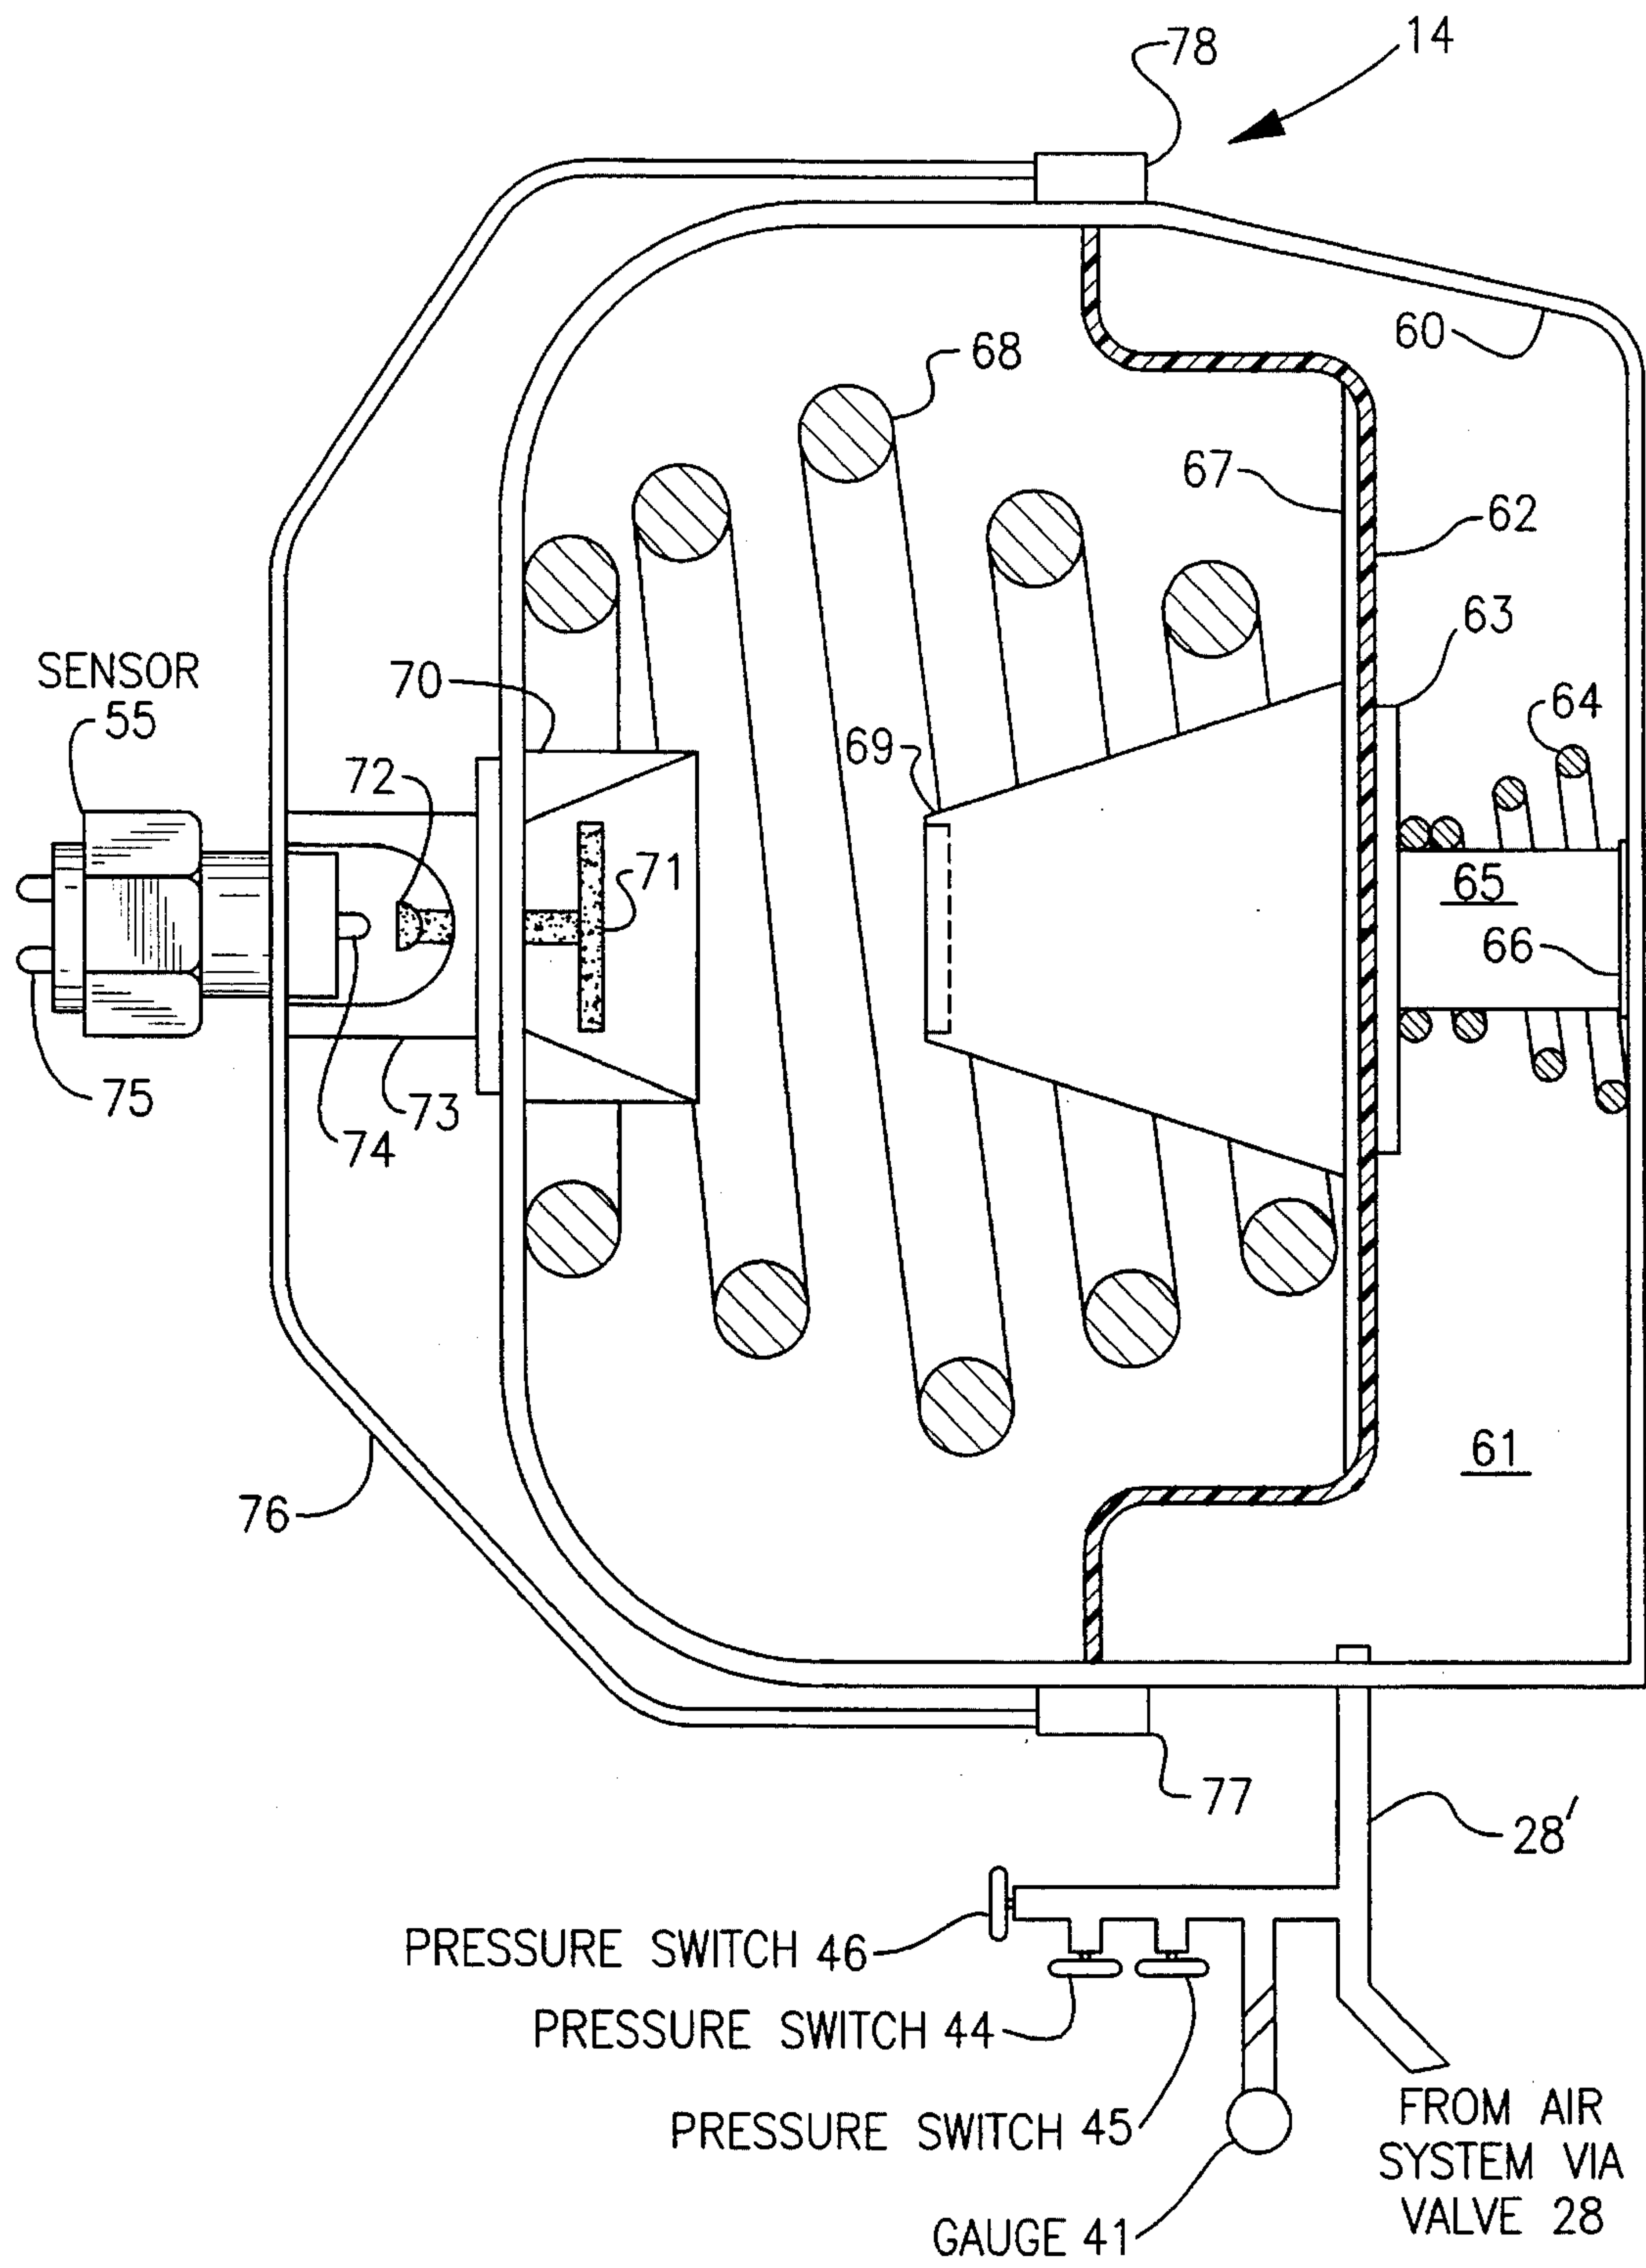 14
78
60
68
67
62
63
SENSOR
55
70
64
69
72
71
65
66
75
73
74
61
76
77
28'
PRESSURE SWITCH 46
PRESSURE SWITCH 44
PRESSURE SWITCH 45
GAUGE 41
FROM AIR
SYSTEM VIA
VALVE 28